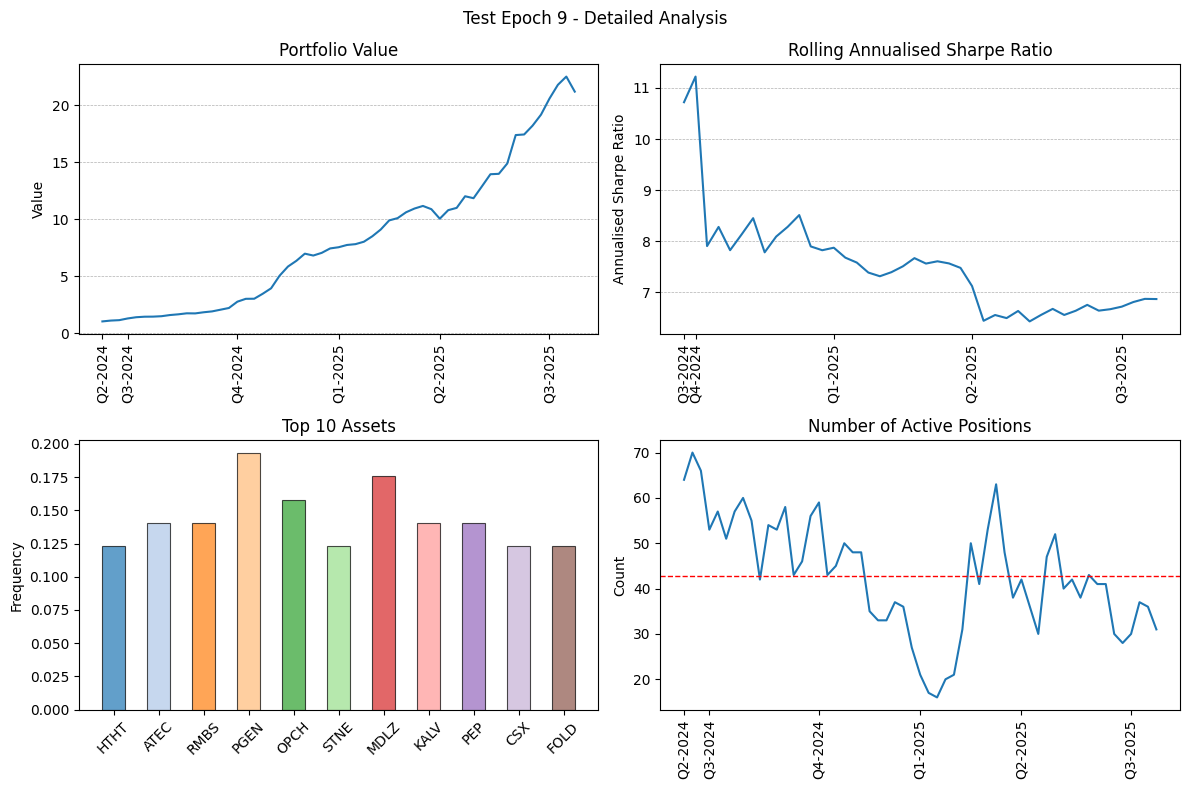 Test Epoch 9 - Detailed Analysis
Portfolio Value
Value
20
15
10
5
0
Q2-2024
Q3-2024
Q4-2024
Q1-2025
Q2-2025
Q3-2025
Rolling Annualised Sharpe Ratio
Annualised Sharpe Ratio
11
10
9
8
7
Q3-2024
Q4-2024
Q1-2025
Q2-2025
Q3-2025
Top 10 Assets
Frequency
0.200
0.175
0.150
0.125
0.100
0.075
0.050
0.025
0.000
HTHT
ATEC
RMBS
PGEN
OPCH
STNE
MDLZ
KALV
PEP
CSX
FOLD
Number of Active Positions
Count
70
60
50
40
30
20
Q2-2024
Q3-2024
Q4-2024
Q1-2025
Q2-2025
Q3-2025